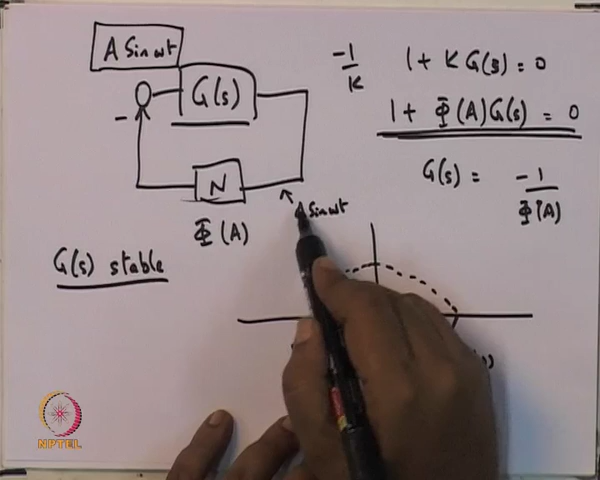 A Sin ωt
-1/K
1 + K G(s) = 0
G(s)
-
1 + Φ(A)G(s) = 0
N
G(s) = -1/Φ(A)
A Sin ωt
Φ(A)
G(s) stable
NPTEL